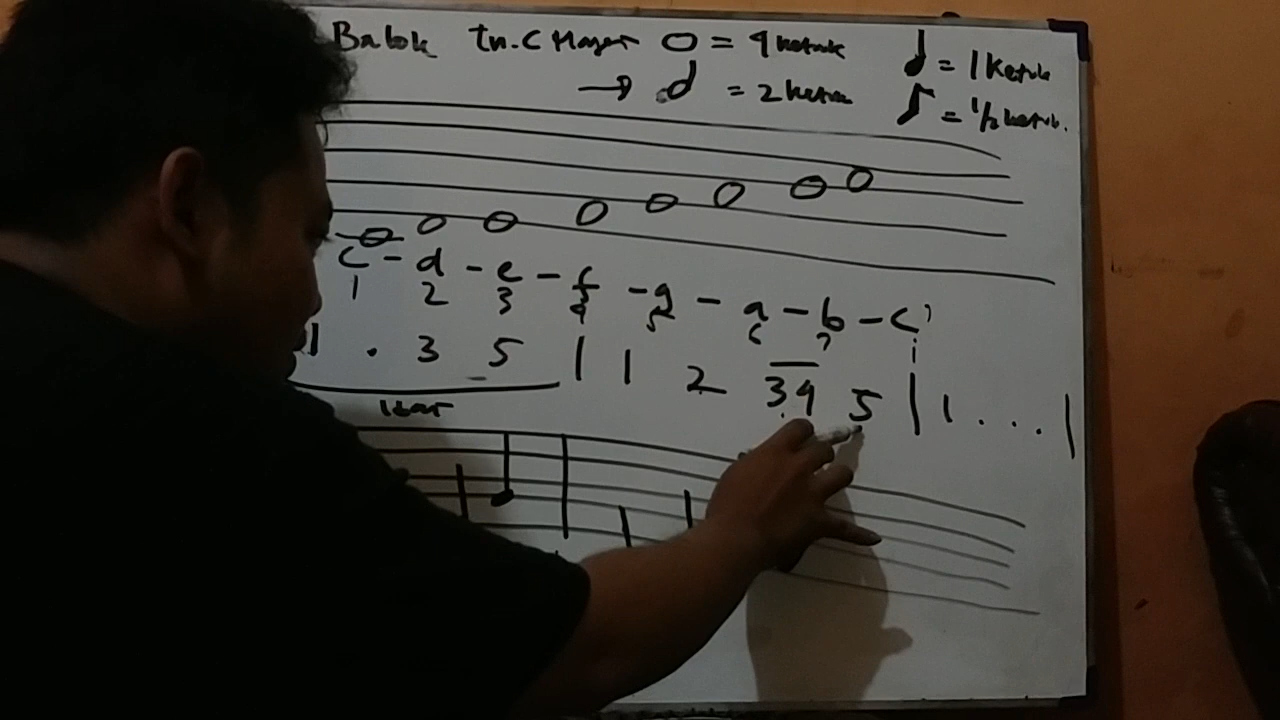 Balok tn. C Mayor = 4 ketuk = 1 Ketuk
→ = 2 ketuk = 1/2 ketuk.
c - d - e - f - g - a - b - c'
1 2 3 4 5 6 7 i
1 . 3 5 | 1 2 34 5 | 1 . . . |
1 bar